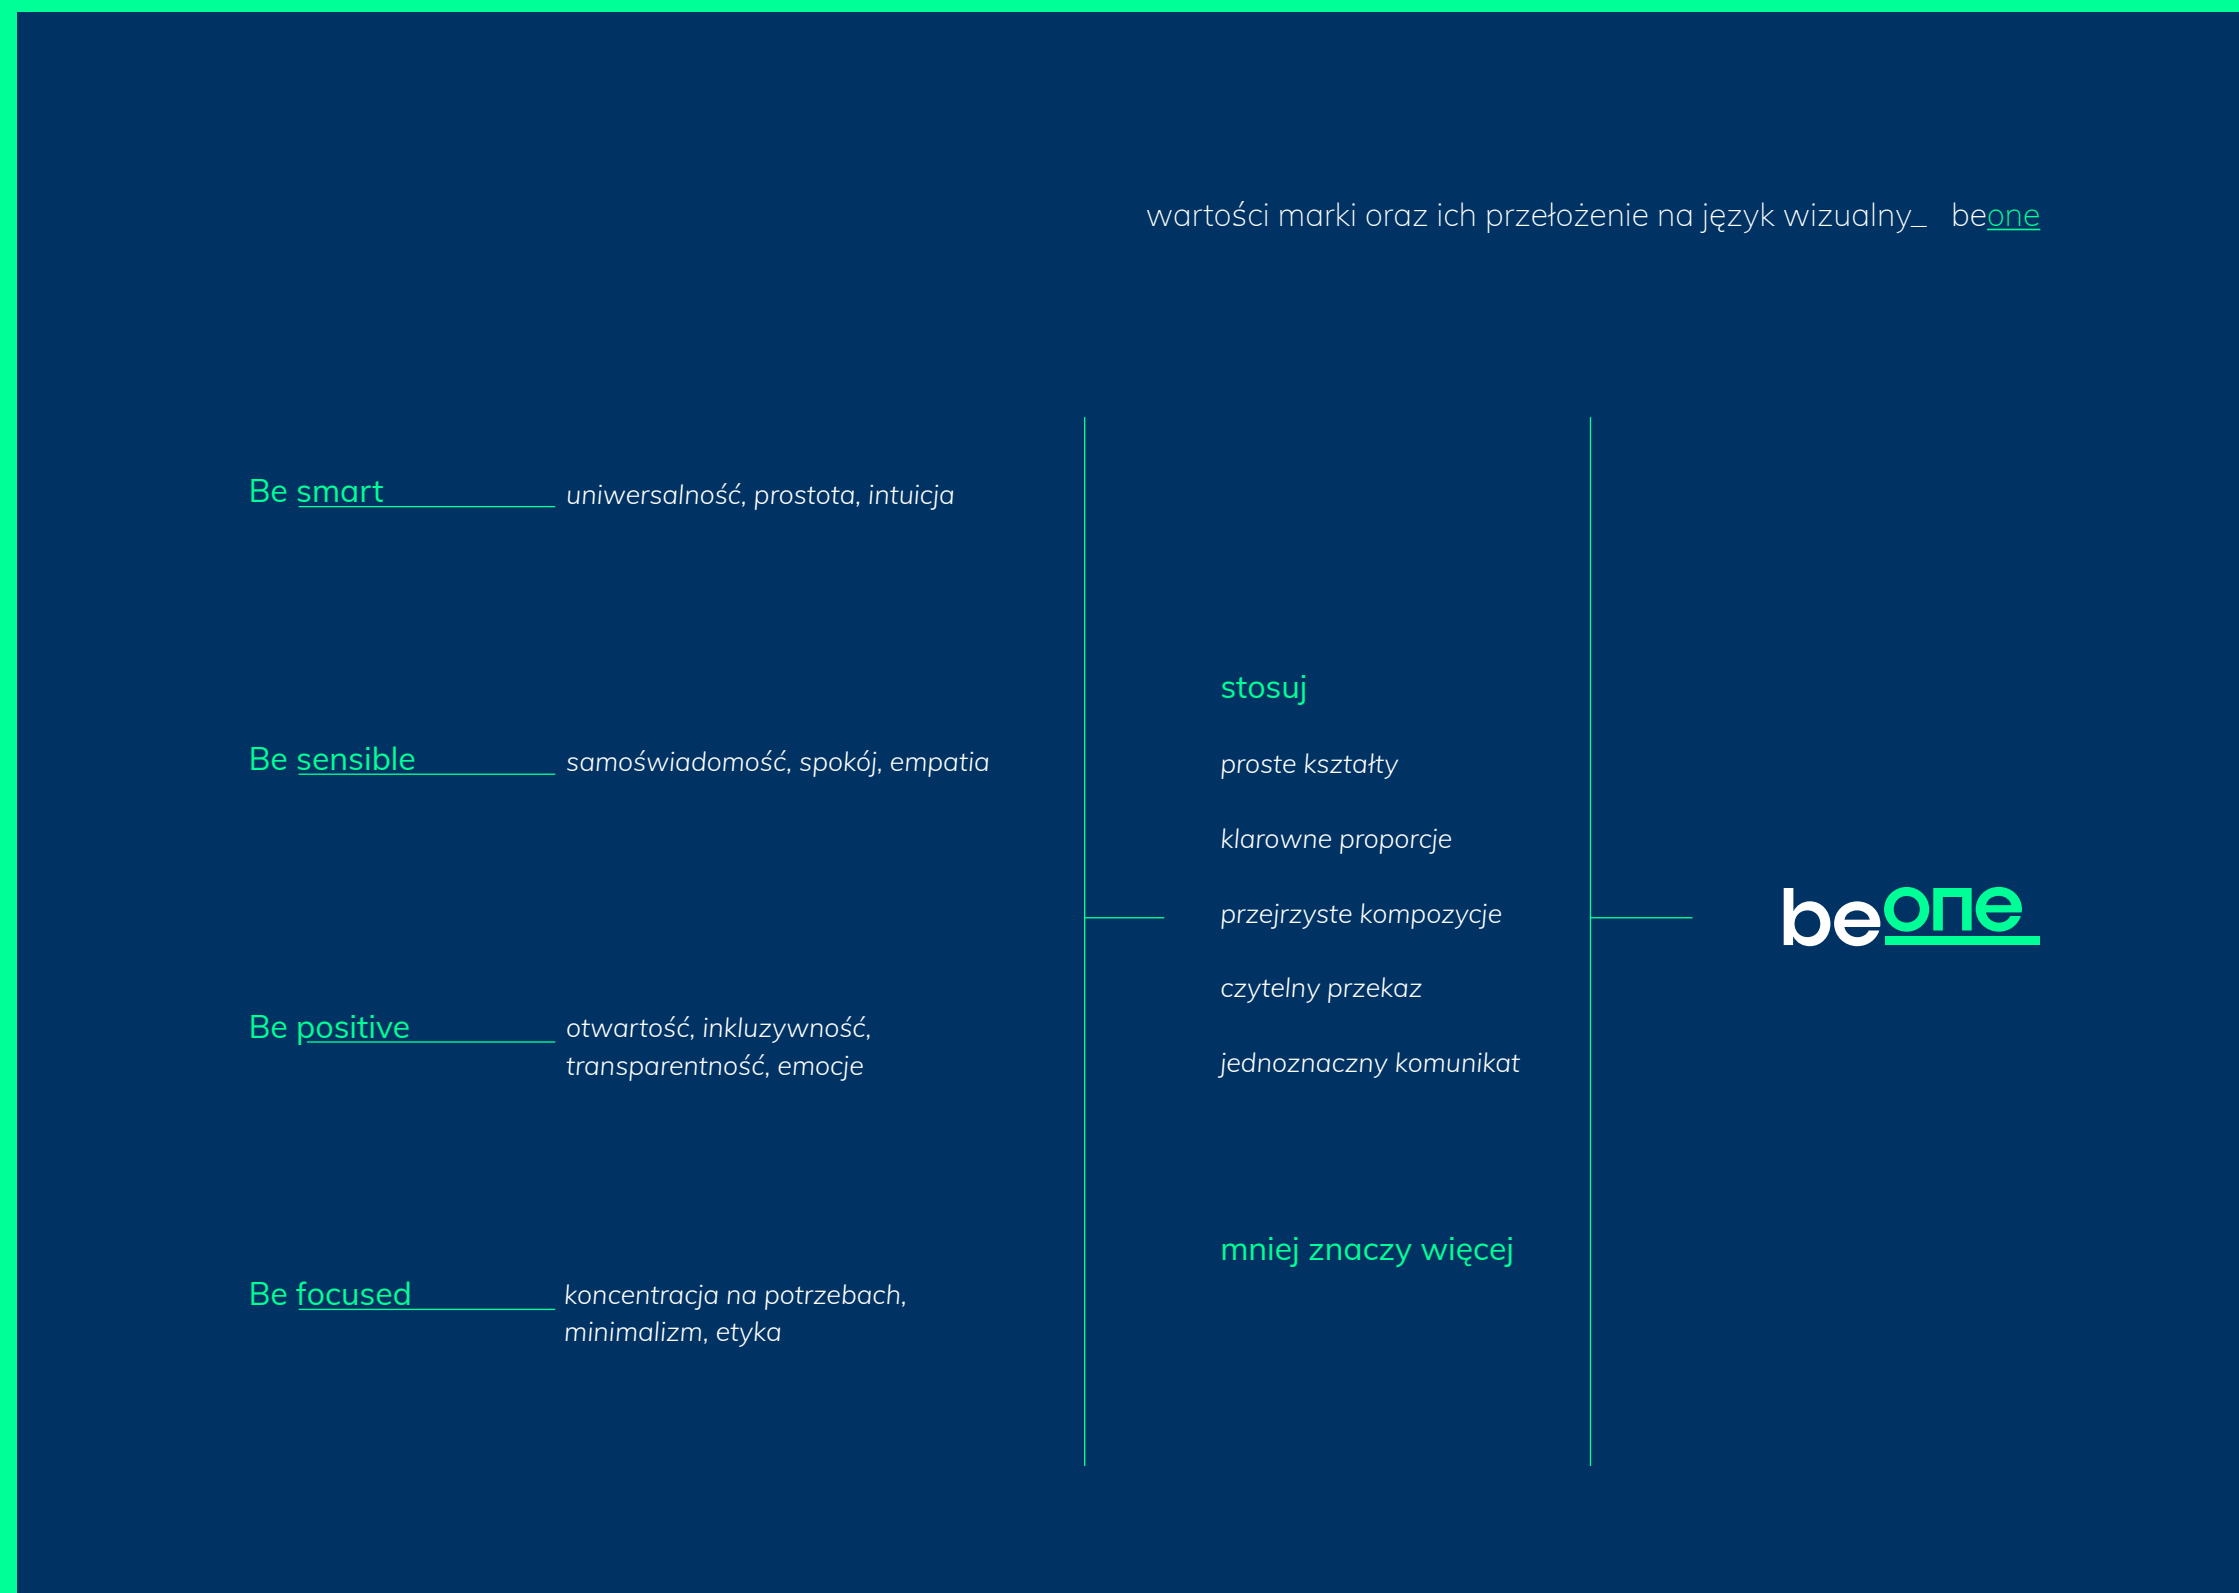 wartości marki oraz ich przełożenie na język wizualny_ beone
Be smart
uniwersalność, prostota, intuicja
Be sensible
samoświadomość, spokój, empatia
Be positive
otwartość, inkluzywność,
transparentność, emocje
Be focused
koncentracja na potrzebach,
minimalizm, etyka
stosuj
proste kształty
klarowne proporcje
przejrzyste kompozycje
czytelny przekaz
jednoznaczny komunikat
mniej znaczy więcej
beone